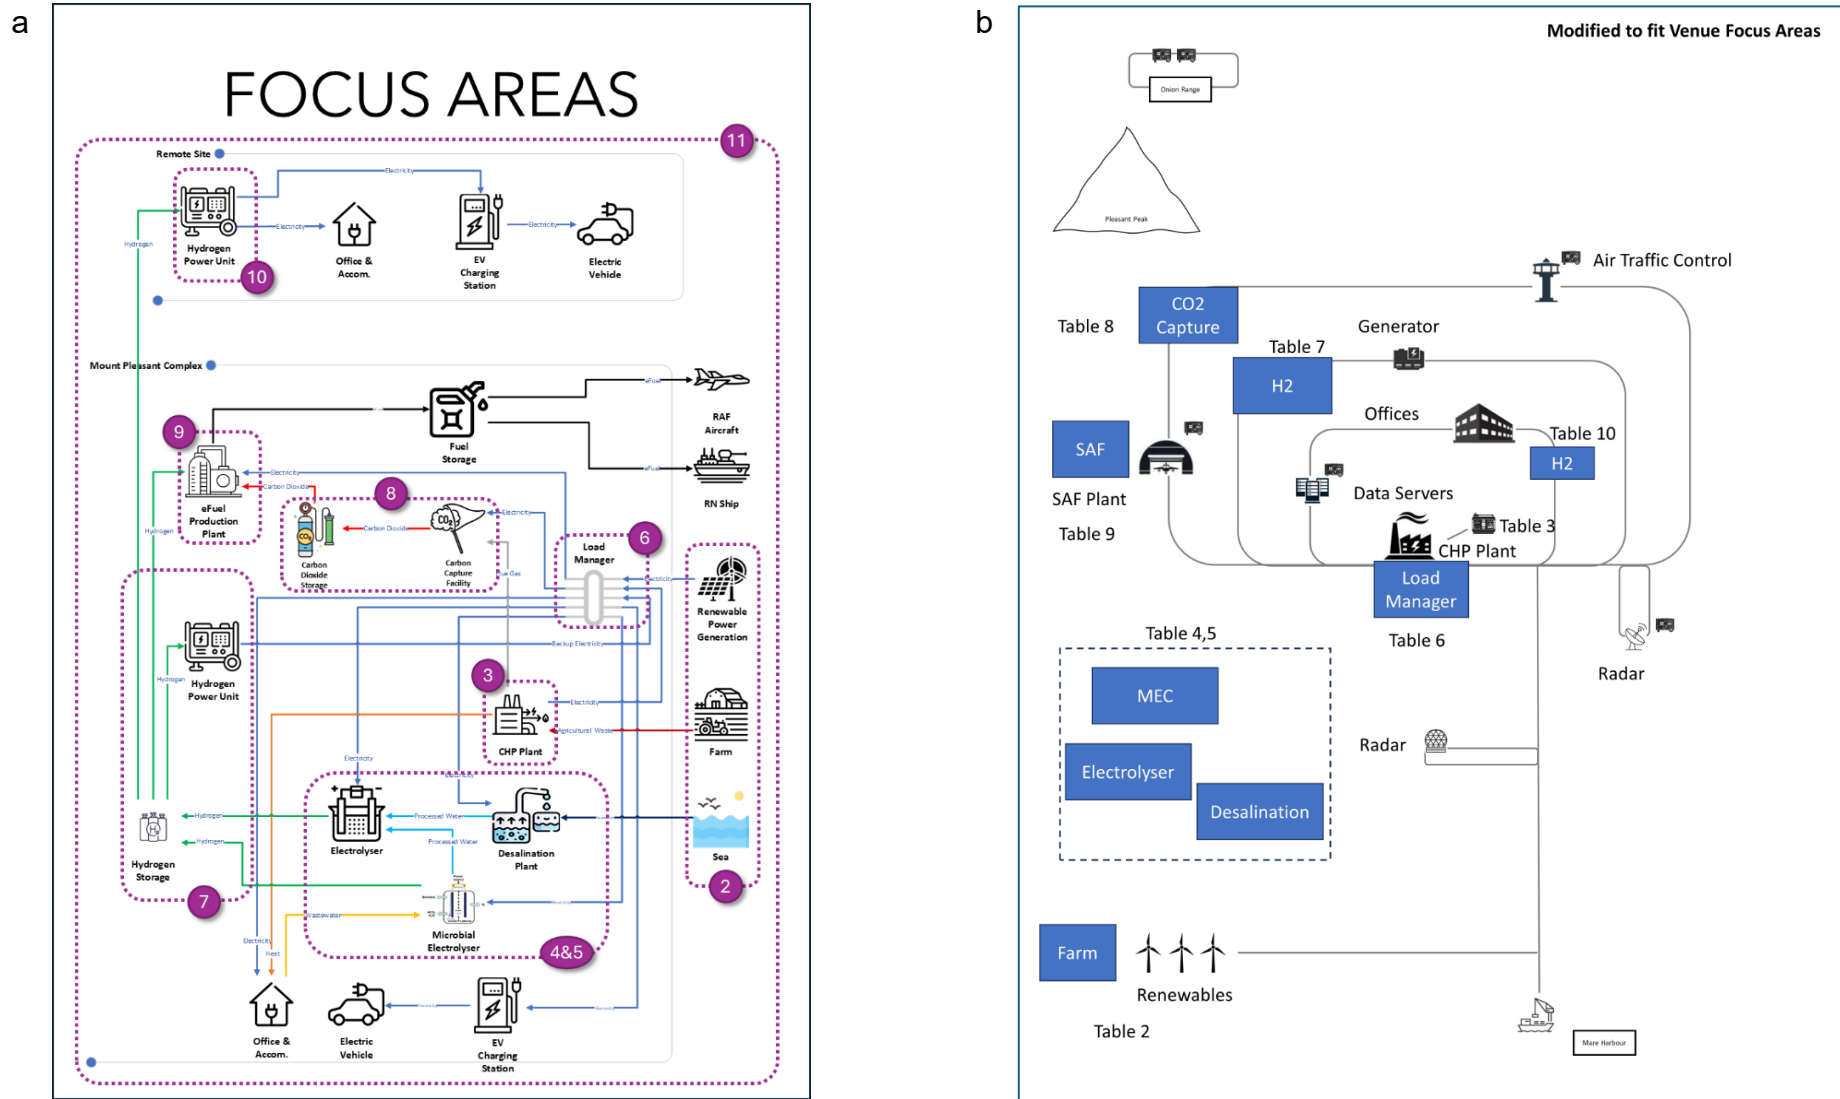 a
FOCUS AREAS
11
Remote Site
Electricity
Hydrogen
Electricity
Electricity
Hydrogen
Power Unit
10
Office &
Accom.
EV
Charging
Station
Electric
Vehicle
Mount Pleasant Complex
eFuel
RAF
Aircraft
9
Fuel
Storage
eFuel
RN Ship
Electricity
Carbon Dioxide
8
eFuel
Production
Plant
Hydrogen
CO2
CO2
Electricity
Carbon Dioxide
6
Load
Manager
Carbon
Dioxide
Storage
Carbon
Capture
Facility
Electricity
Renewable
Power
Generation
Backup Electricity
Hydrogen
Hydrogen
Power Unit
3
Electricity
Agricultural Waste
CHP Plant
Farm
Electricity
Electricity
Hydrogen
Processed Water
H2
Electrolyser
Processed Water
Desalination
Plant
Sea
Hydrogen
Hydrogen
Storage
7
2
Wastewater
Microbial
Electrolyser
4&5
Electricity
Heat
Office &
Accom.
Electric
Vehicle
EV
Charging
Station
b
Modified to fit Venue Focus Areas
Onion Range
Pleasant Peak
Air Traffic Control
CO2
Capture
Table 8
Generator
Table 7
H2
Offices
Table 10
H2
SAF
SAF Plant
Table 9
Data Servers
Table 3
CHP Plant
Load
Manager
Table 6
Table 4,5
MEC
Electrolyser
Desalination
Radar
Radar
Farm
Renewables
Table 2
Mare Harbour